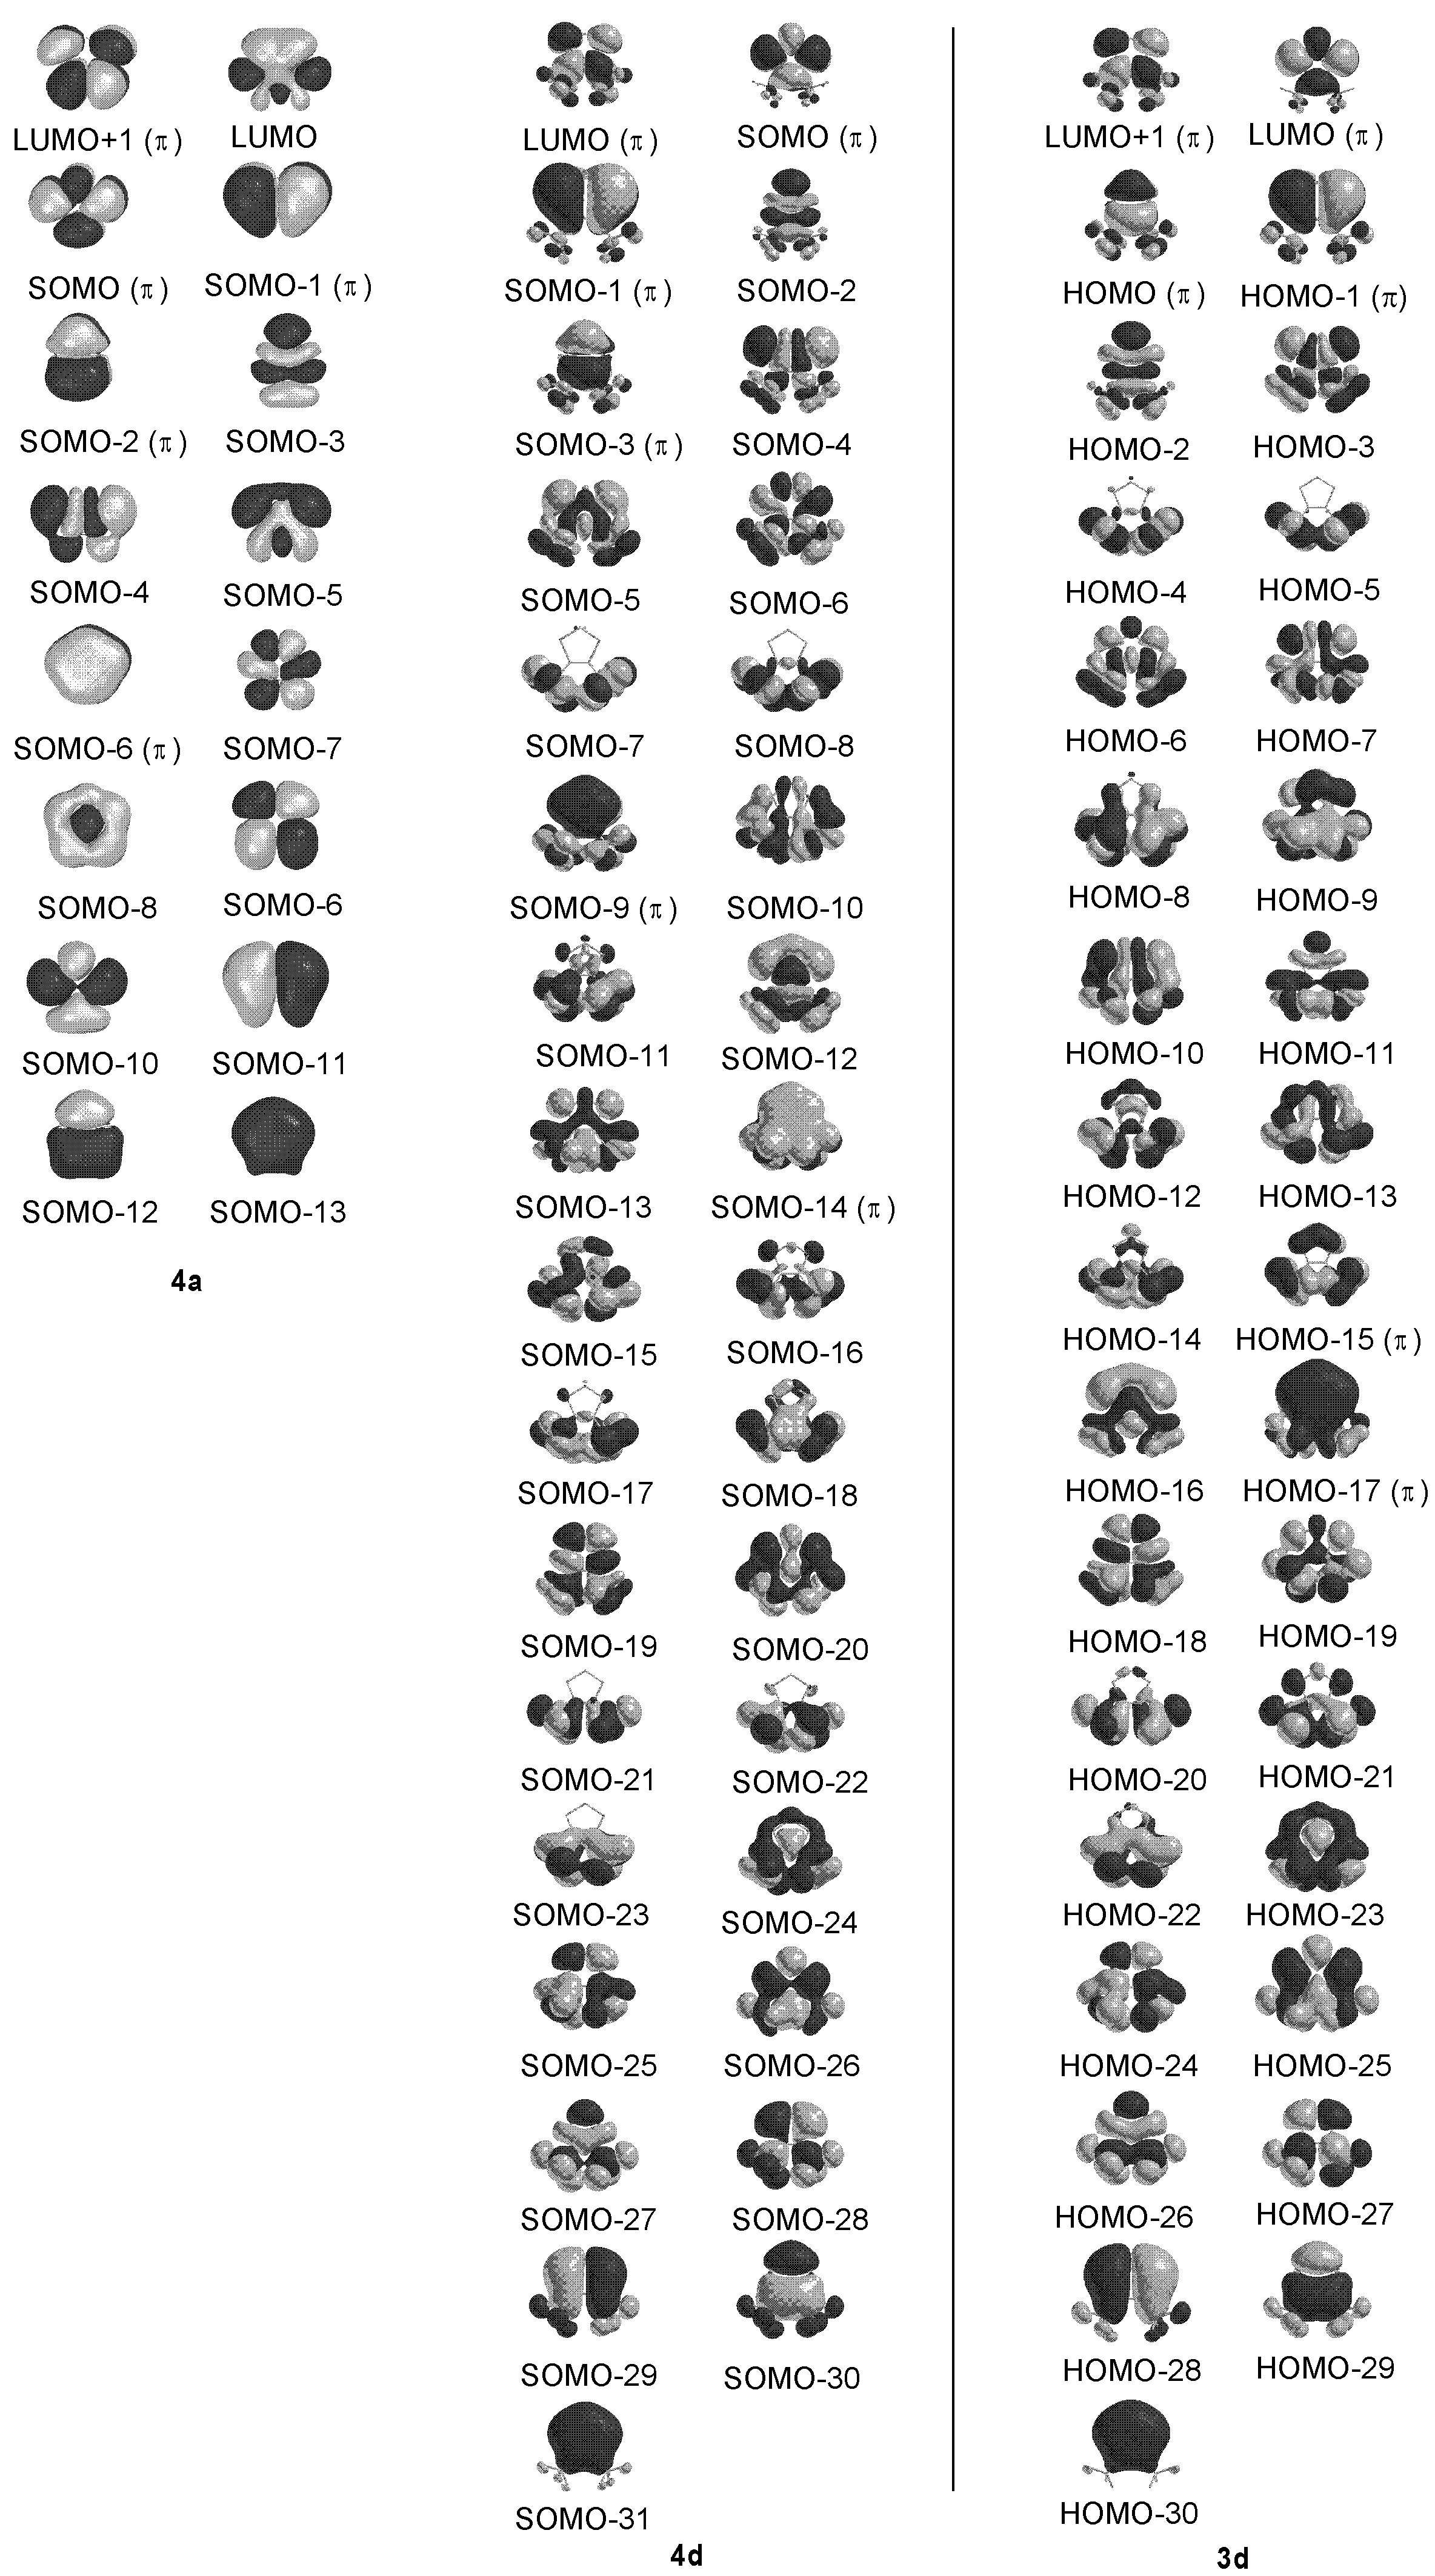 LUMO+1 (π) LUMO
SOMO (π) SOMO-1 (π)
SOMO-2 (π) SOMO-3
SOMO-4 SOMO-5
SOMO-6 (π) SOMO-7
SOMO-8 SOMO-6
SOMO-10 SOMO-11
SOMO-12 SOMO-13
4a
LUMO (π) SOMO (π)
SOMO-1 (π) SOMO-2
SOMO-3 (π) SOMO-4
SOMO-5 SOMO-6
SOMO-7 SOMO-8
SOMO-9 (π) SOMO-10
SOMO-11 SOMO-12
SOMO-13 SOMO-14 (π)
SOMO-15 SOMO-16
SOMO-17 SOMO-18
SOMO-19 SOMO-20
SOMO-21 SOMO-22
SOMO-23 SOMO-24
SOMO-25 SOMO-26
SOMO-27 SOMO-28
SOMO-29 SOMO-30
SOMO-31
4d
LUMO+1 (π) LUMO (π)
HOMO (π) HOMO-1 (π)
HOMO-2 HOMO-3
HOMO-4 HOMO-5
HOMO-6 HOMO-7
HOMO-8 HOMO-9
HOMO-10 HOMO-11
HOMO-12 HOMO-13
HOMO-14 HOMO-15 (π)
HOMO-16 HOMO-17 (π)
HOMO-18 HOMO-19
HOMO-20 HOMO-21
HOMO-22 HOMO-23
HOMO-24 HOMO-25
HOMO-26 HOMO-27
HOMO-28 HOMO-29
HOMO-30
3d